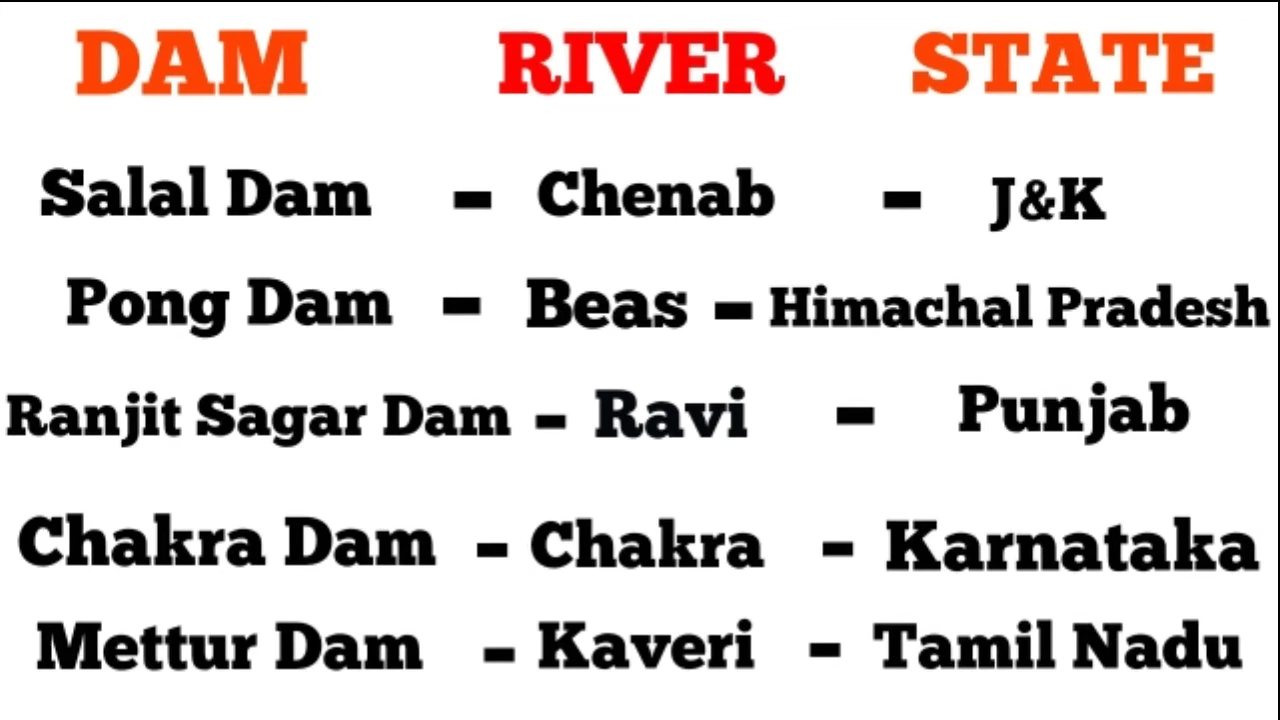 DAM RIVER STATE
Salal Dam - Chenab - J&K
Pong Dam - Beas - Himachal Pradesh
Ranjit Sagar Dam - Ravi - Punjab
Chakra Dam - Chakra - Karnataka
Mettur Dam - Kaveri - Tamil Nadu